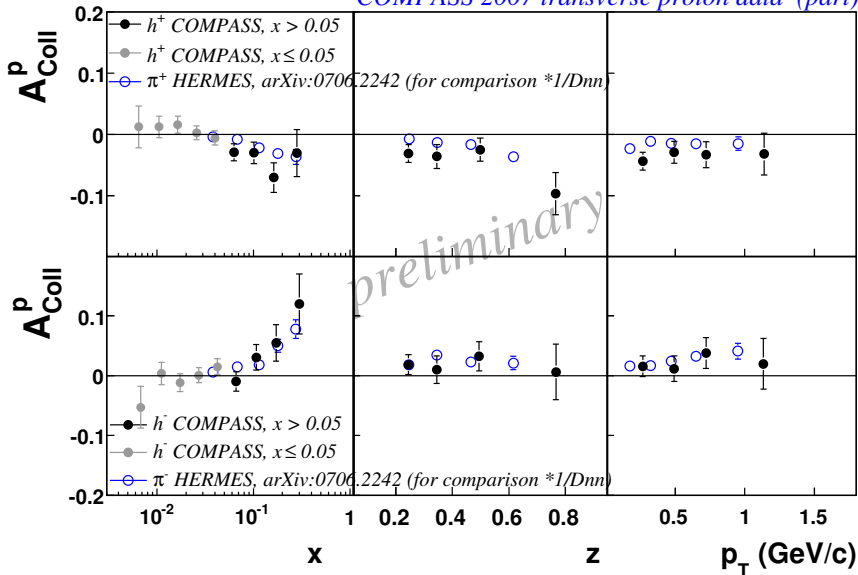 COMPASS 2007 transverse proton data (part)
0.2
h⁺ COMPASS, x > 0.05
h⁺ COMPASS, x ≤ 0.05
π⁺ HERMES, arXiv:0706.2242 (for comparison *1/Dnn)
A^p_Coll
0.1
0
-0.1
preliminary
A^p_Coll
0.1
0
-0.1
h⁻ COMPASS, x > 0.05
h⁻ COMPASS, x ≤ 0.05
π⁻ HERMES, arXiv:0706.2242 (for comparison *1/Dnn)
-0.2
10⁻² 10⁻¹ 1 0.2 0.4 0.6 0.8 0.5 1 1.5
x z p_T (GeV/c)